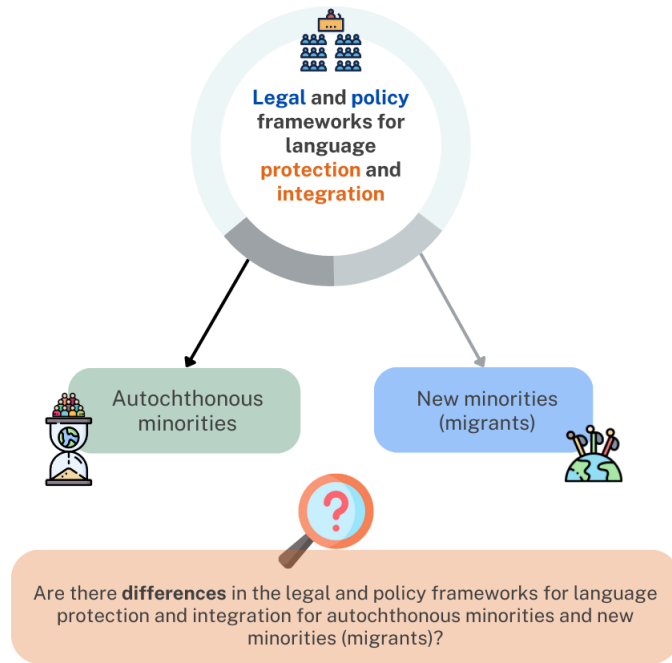 Legal and policy
frameworks for
language
protection and
integration
Autochthonous
minorities
New minorities
(migrants)
?
Are there differences in the legal and policy frameworks for language
protection and integration for autochthonous minorities and new
minorities (migrants)?